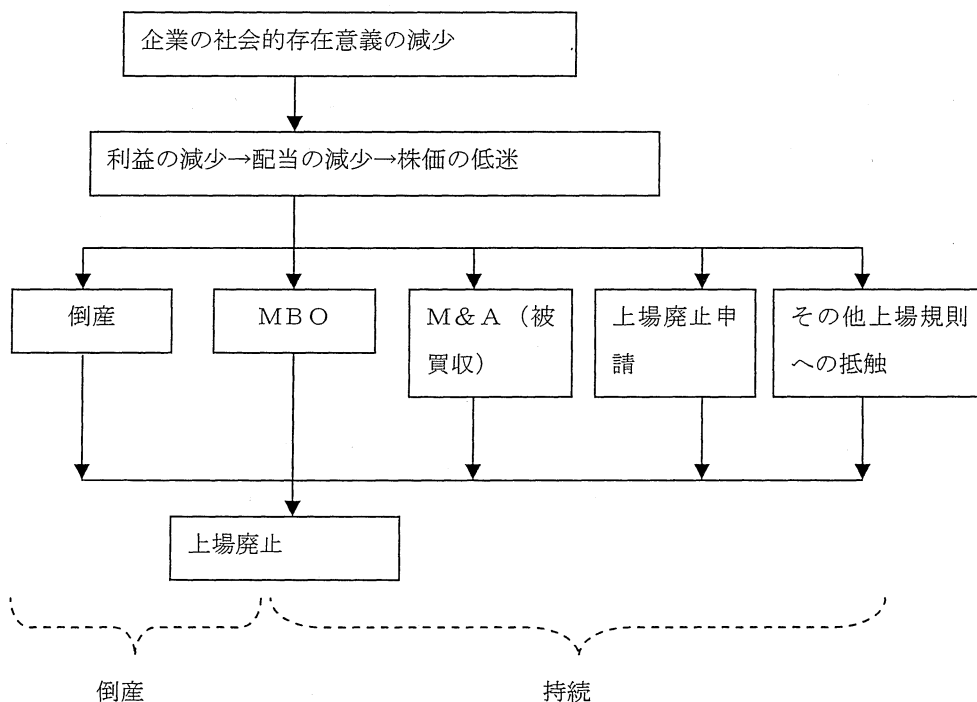 企業の社会的存在意義の減少
利益の減少→配当の減少→株価の低迷
倒産
ＭＢＯ
Ｍ＆Ａ（被
買収）
上場廃止申
請
その他上場規則
への抵触
上場廃止
倒産
持続